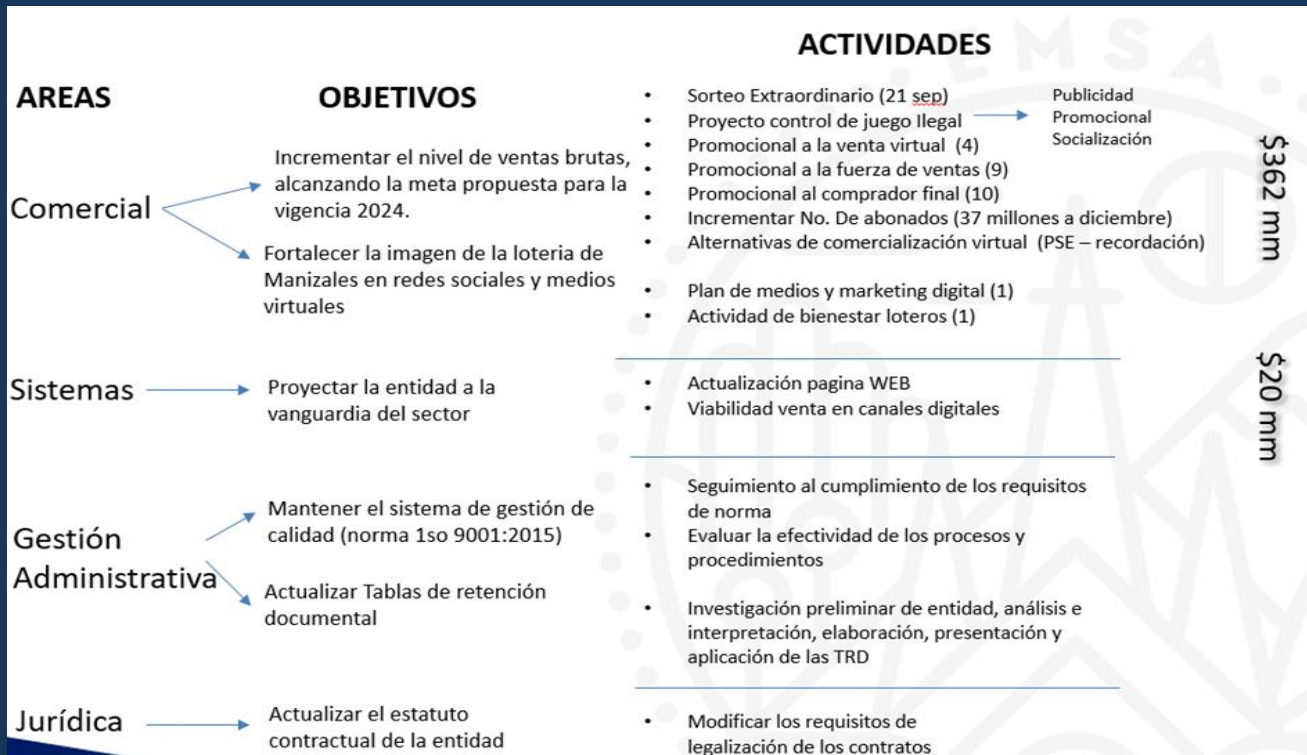 EMSA
ACTIVIDADES
AREAS
OBJETIVOS
Comercial
Incrementar el nivel de ventas brutas,
alcanzando la meta propuesta para la
vigencia 2024.
Fortalecer la imagen de la loteria de
Manizales en redes sociales y medios
virtuales
• Sorteo Extraordinario (21 sep)
• Proyecto control de juego Ilegal
Publicidad
Promocional
Socialización
• Promocional a la venta virtual (4)
• Promocional a la fuerza de ventas (9)
• Promocional al comprador final (10)
• Incrementar No. De abonados (37 millones a diciembre)
• Alternativas de comercialización virtual (PSE – recordación)
• Plan de medios y marketing digital (1)
• Actividad de bienestar loteros (1)
$362 mm
Sistemas
Proyectar la entidad a la
vanguardia del sector
• Actualización pagina WEB
• Viabilidad venta en canales digitales
$20 mm
Gestión
Administrativa
Mantener el sistema de gestión de
calidad (norma 1so 9001:2015)
Actualizar Tablas de retención
documental
• Seguimiento al cumplimiento de los requisitos
de norma
• Evaluar la efectividad de los procesos y
procedimientos
• Investigación preliminar de entidad, análisis e
interpretación, elaboración, presentación y
aplicación de las TRD
Jurídica
Actualizar el estatuto
contractual de la entidad
• Modificar los requisitos de
legalización de los contratos